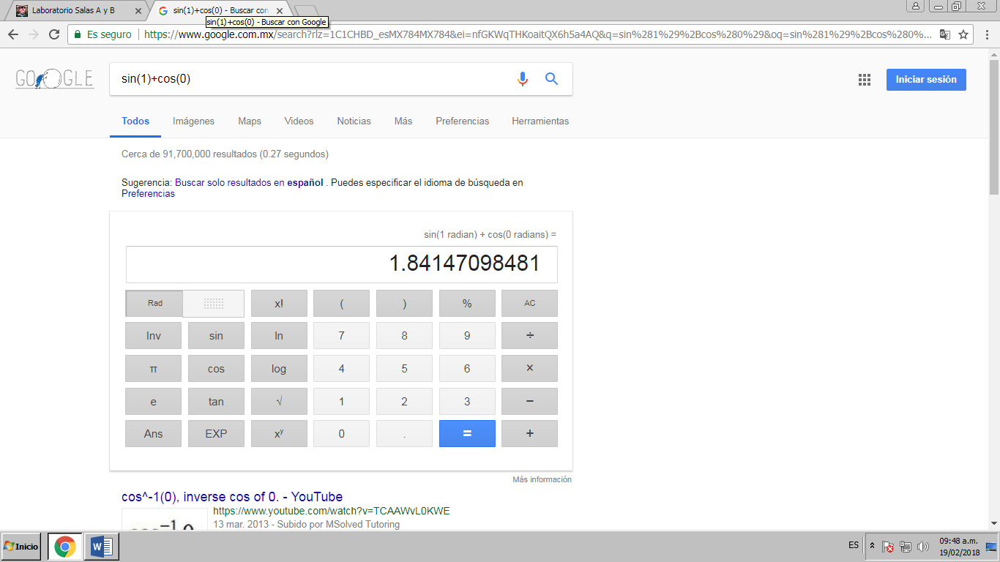 Laboratorio Salas A y B
sin(1)+cos(0) - Buscar con
sin(1)+cos(0) - Buscar con Google
Es seguro
https://www.google.com.mx/search?rlz=1C1CHBD_esMX784MX784&ei=nfGKWqTHKoaitQX6h5a4AQ&q=sin%281%29%2Bcos%280%29&oq=sin%281%29%2Bcos%280%...
GOOGLE
sin(1)+cos(0)
Iniciar sesión
Todos Imágenes Maps Videos Noticias Más Preferencias Herramientas
Cerca de 91,700,000 resultados (0.27 segundos)
Sugerencia: Buscar solo resultados en español . Puedes especificar el idioma de búsqueda en
Preferencias
sin(1 radian) + cos(0 radians) =
1.84147098481
Rad x! ( ) % AC
Inv sin ln 7 8 9 ÷
π cos log 4 5 6 ×
e tan √ 1 2 3 −
Ans EXP xʸ 0 . = +
Más información
cos^-1(0), inverse cos of 0. - YouTube
https://www.youtube.com/watch?v=TCAAWvL0KWE
13 mar. 2013 - Subido por MSolved Tutoring
Inicio
ES
09:48 a.m.
19/02/2018